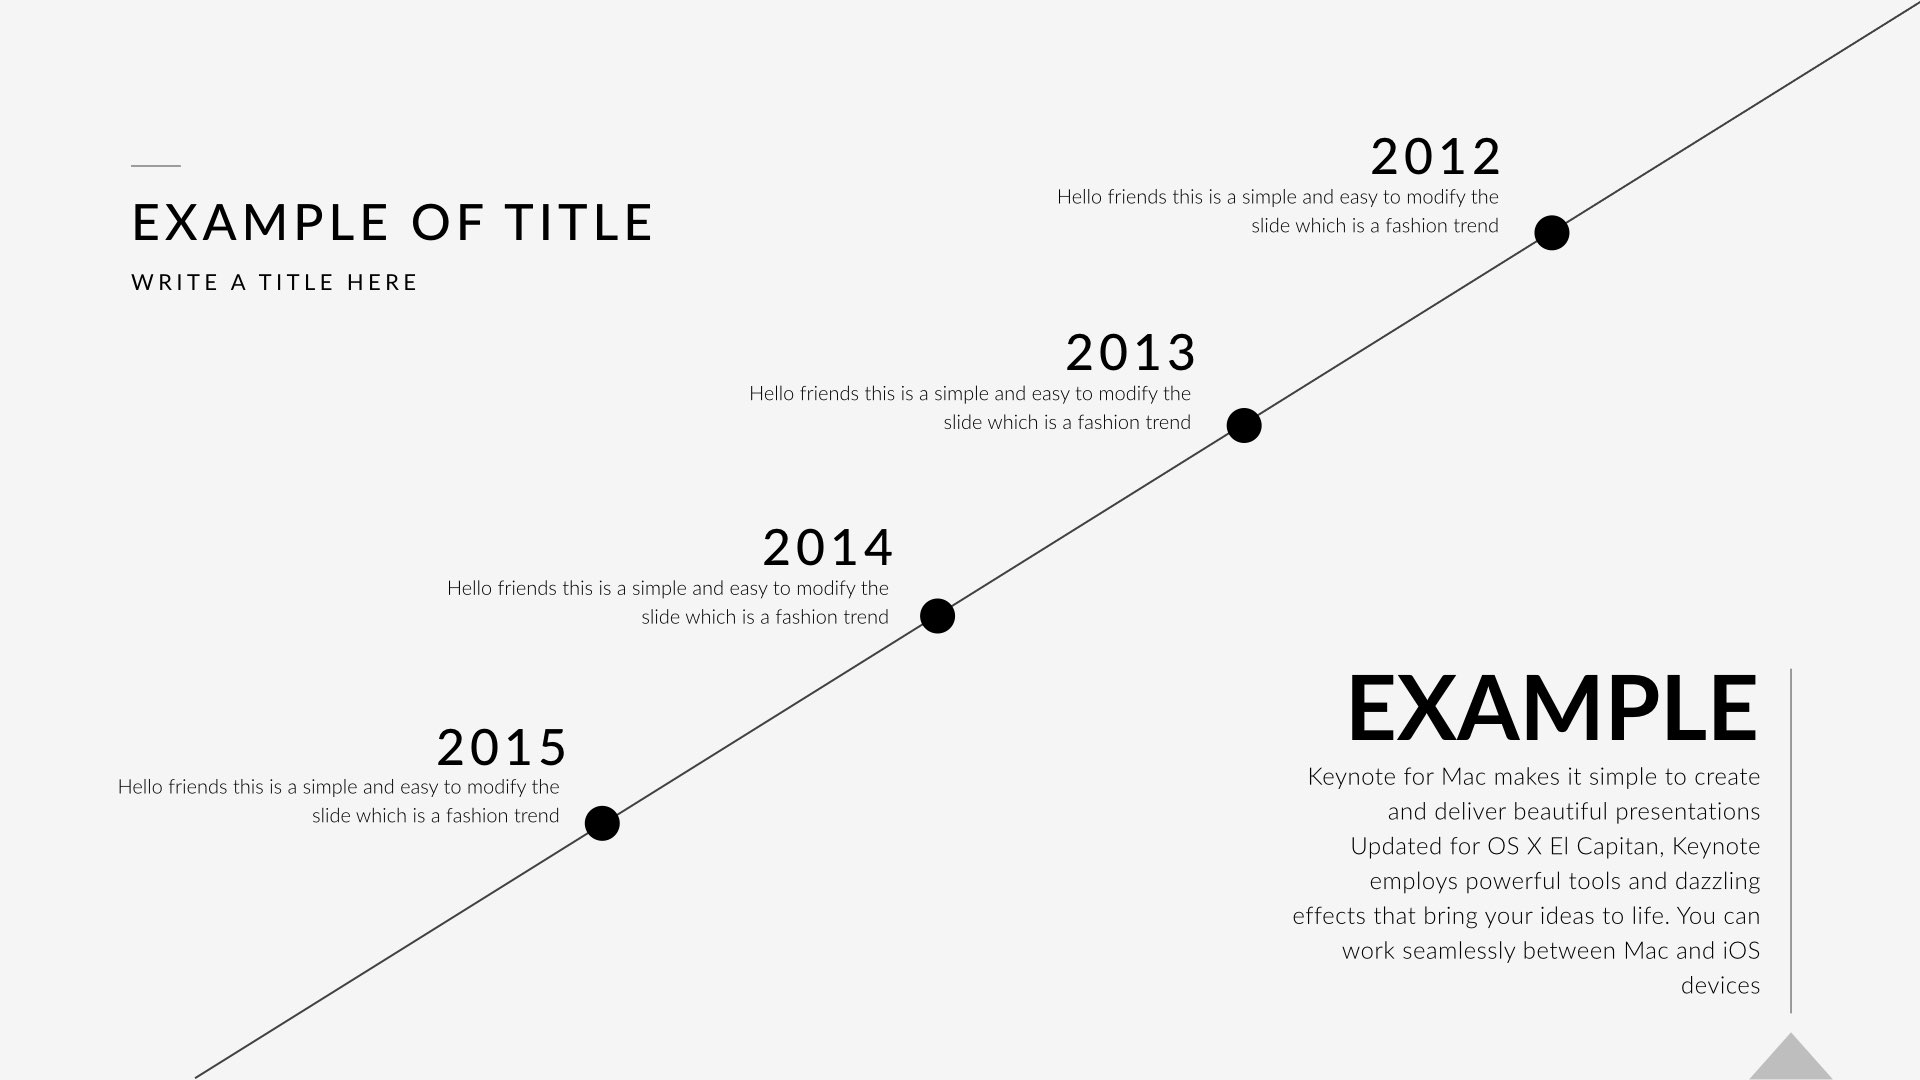 EXAMPLE OF TITLE
WRITE A TITLE HERE
2012
Hello friends this is a simple and easy to modify the
slide which is a fashion trend
2013
Hello friends this is a simple and easy to modify the
slide which is a fashion trend
2014
Hello friends this is a simple and easy to modify the
slide which is a fashion trend
2015
Hello friends this is a simple and easy to modify the
slide which is a fashion trend
EXAMPLE
Keynote for Mac makes it simple to create
and deliver beautiful presentations
Updated for OS X El Capitan, Keynote
employs powerful tools and dazzling
effects that bring your ideas to life. You can
work seamlessly between Mac and iOS
devices